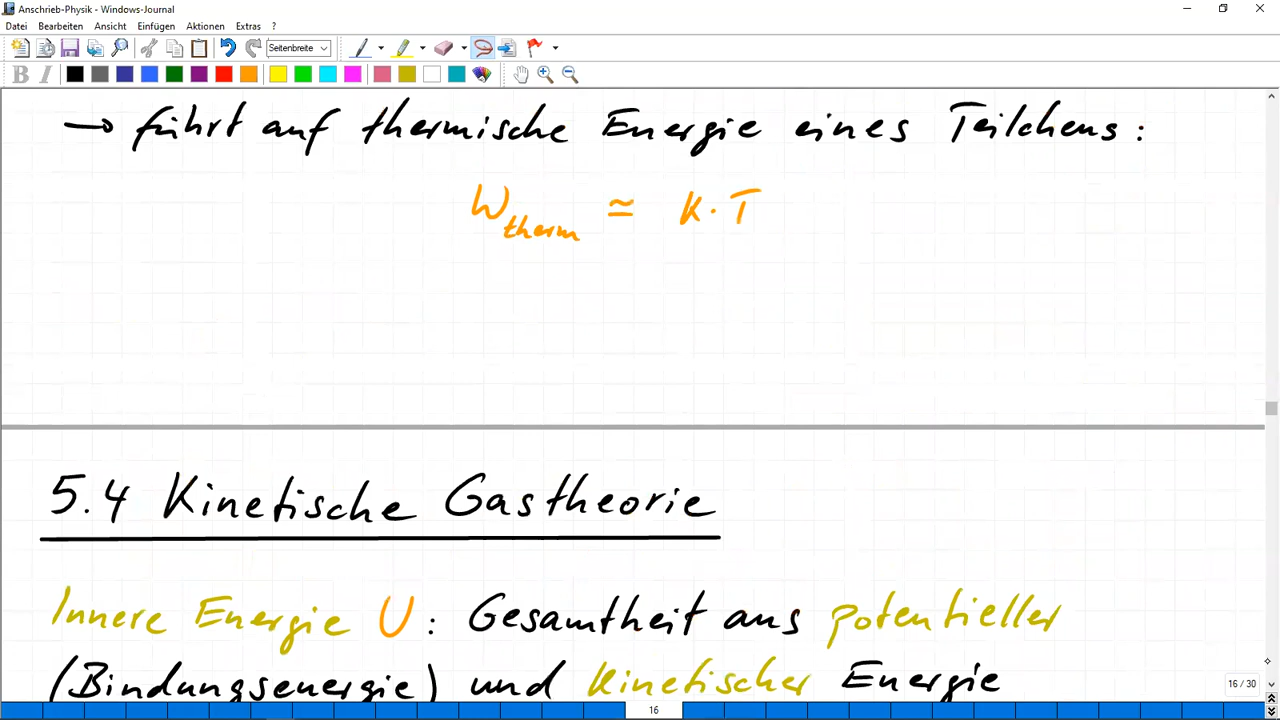 Anschrieb-Physik - Windows-Journal
Datei Bearbeiten Ansicht Einfügen Aktionen Extras ?
Seitenbreite
B I
→ führt auf thermische Energie eines Teilchens:
W_therm ≃ k · T
5.4 Kinetische Gastheorie
Innere Energie U: Gesamtheit aus potentieller
(Bindungsenergie) und kinetischer Energie
16 / 30
16